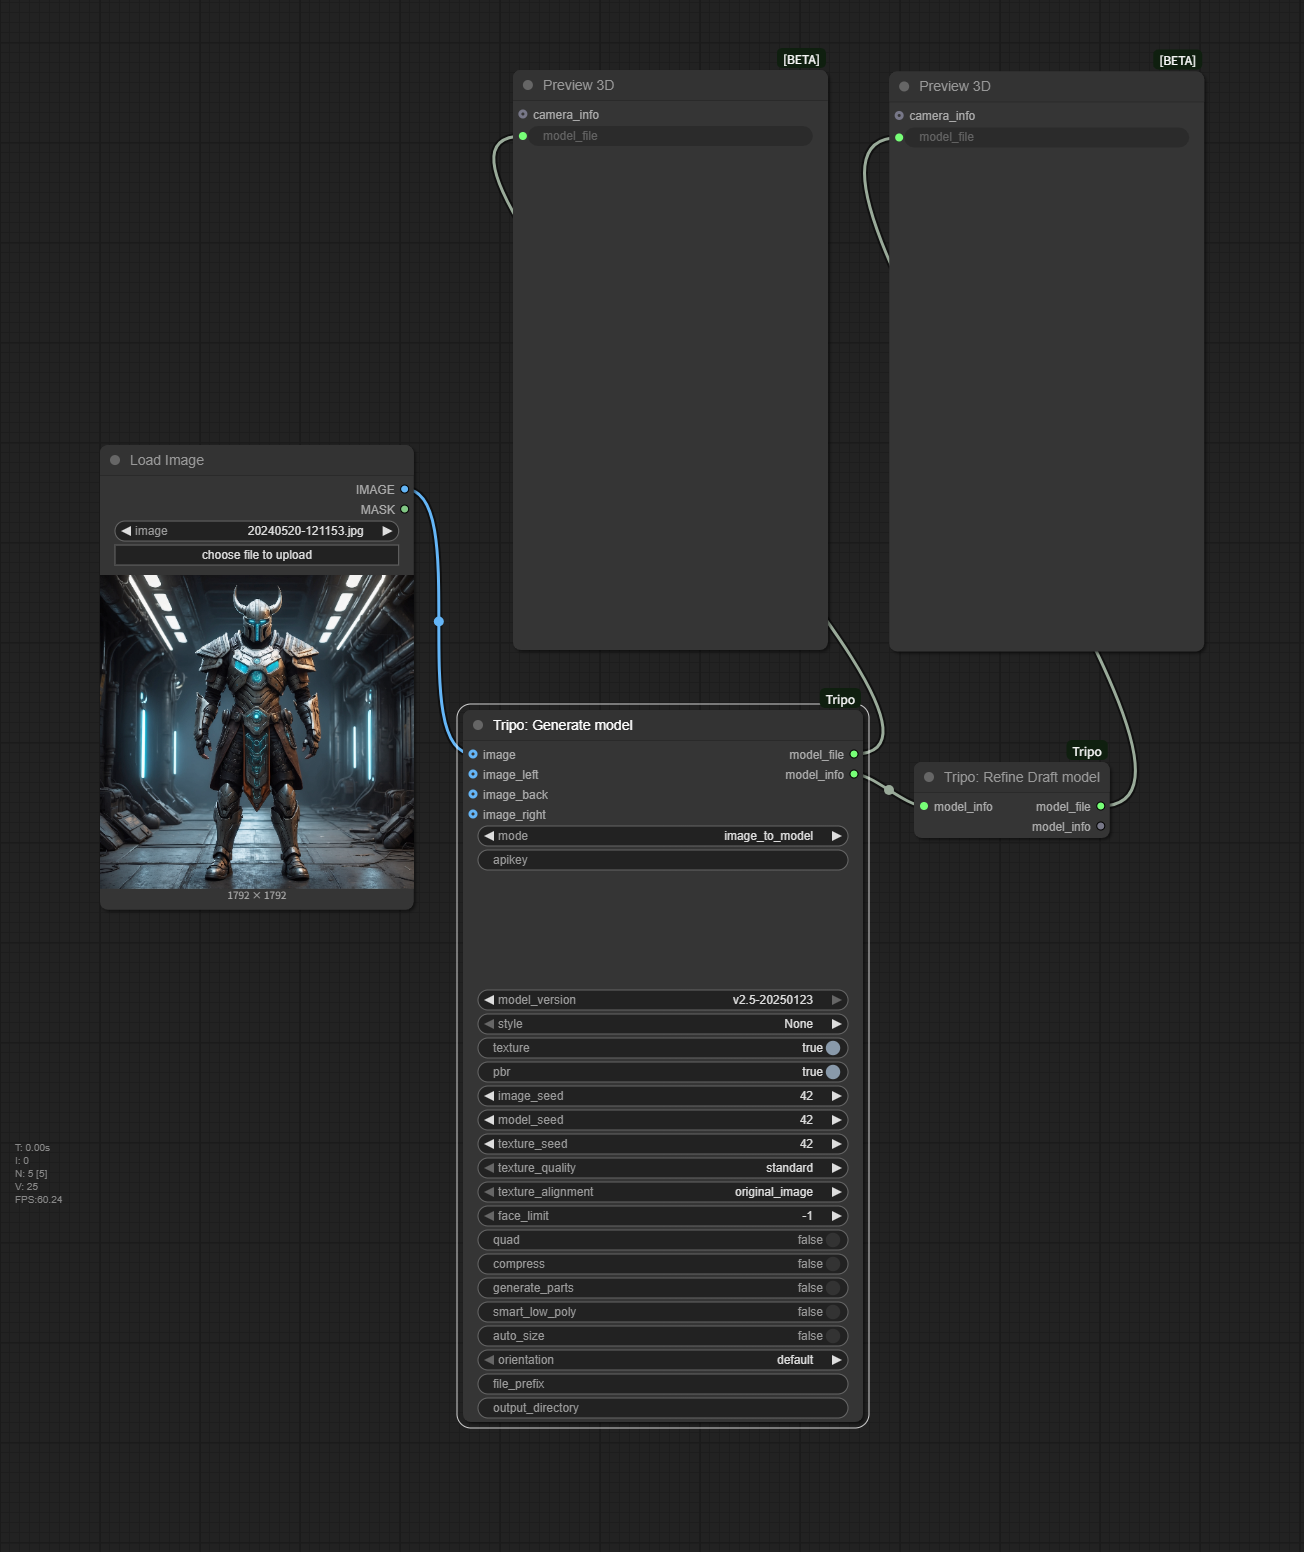 [BETA]
Preview 3D
camera_info
model_file
[BETA]
Preview 3D
camera_info
model_file
Load Image
IMAGE
MASK
image 20240520-121153.jpg
choose file to upload
1792 × 1792
Tripo
Tripo: Generate model
image model_file
image_left model_info
image_back
image_right
mode image_to_model
apikey
model_version v2.5-20250123
style None
texture true
pbr true
image_seed 42
model_seed 42
texture_seed 42
texture_quality standard
texture_alignment original_image
face_limit -1
quad false
compress false
generate_parts false
smart_low_poly false
auto_size false
orientation default
file_prefix
output_directory
Tripo
Tripo: Refine Draft model
model_info model_file
model_info
T: 0.00s
I: 0
N: 5 [5]
V: 25
FPS:60.24